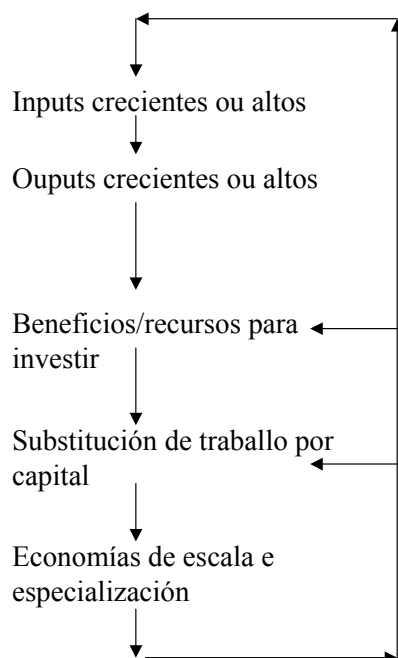 Inputs crecientes ou altos
Ouputs crecientes ou altos
Beneficios/recursos para
investir
Substitución de traballo por
capital
Economías de escala e
especialización